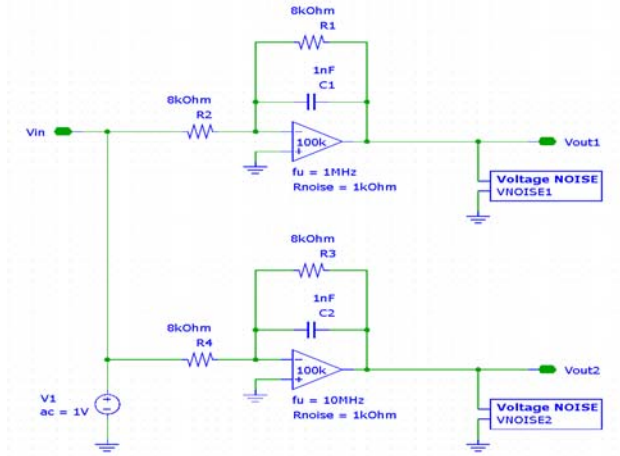 8kOhm
R1
1nF
C1
8kOhm
R2
Vin
100k
Vout1
fu = 1MHz
Rnoise = 1kOhm
Voltage NOISE
VNOISE1
8kOhm
R3
1nF
C2
8kOhm
R4
100k
Vout2
fu = 10MHz
Rnoise = 1kOhm
V1
ac = 1V
Voltage NOISE
VNOISE2